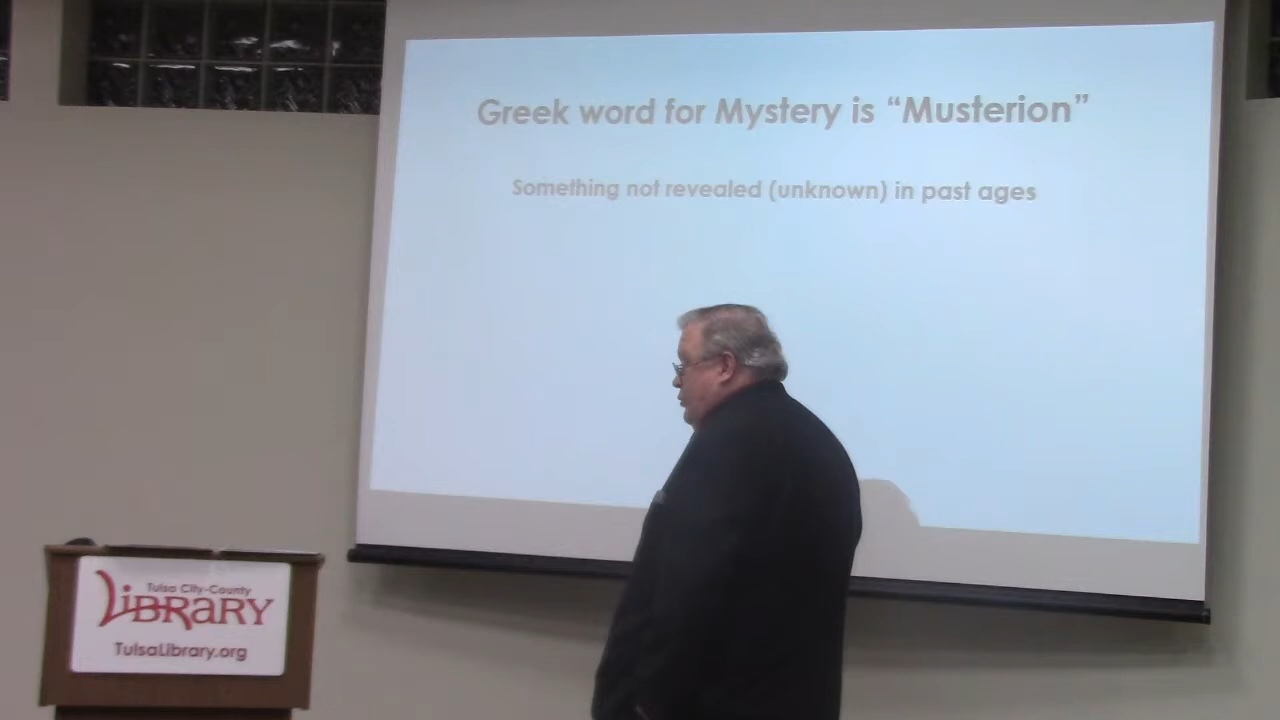 Greek word for Mystery is “Musterion”
Something not revealed (unknown) in past ages
Tulsa City-County
LIBRARY
TulsaLibrary.org